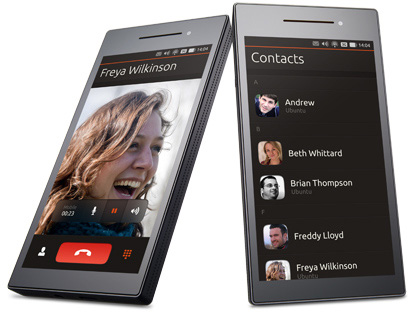 14:04
Freya Wilkinson
00:23
14:04
Contacts
A
Andrew
Ubuntu
B
Beth Whittard
Brian Thompson
Ubuntu
F
Freddy Lloyd
Freya Wilkinson
Ubuntu